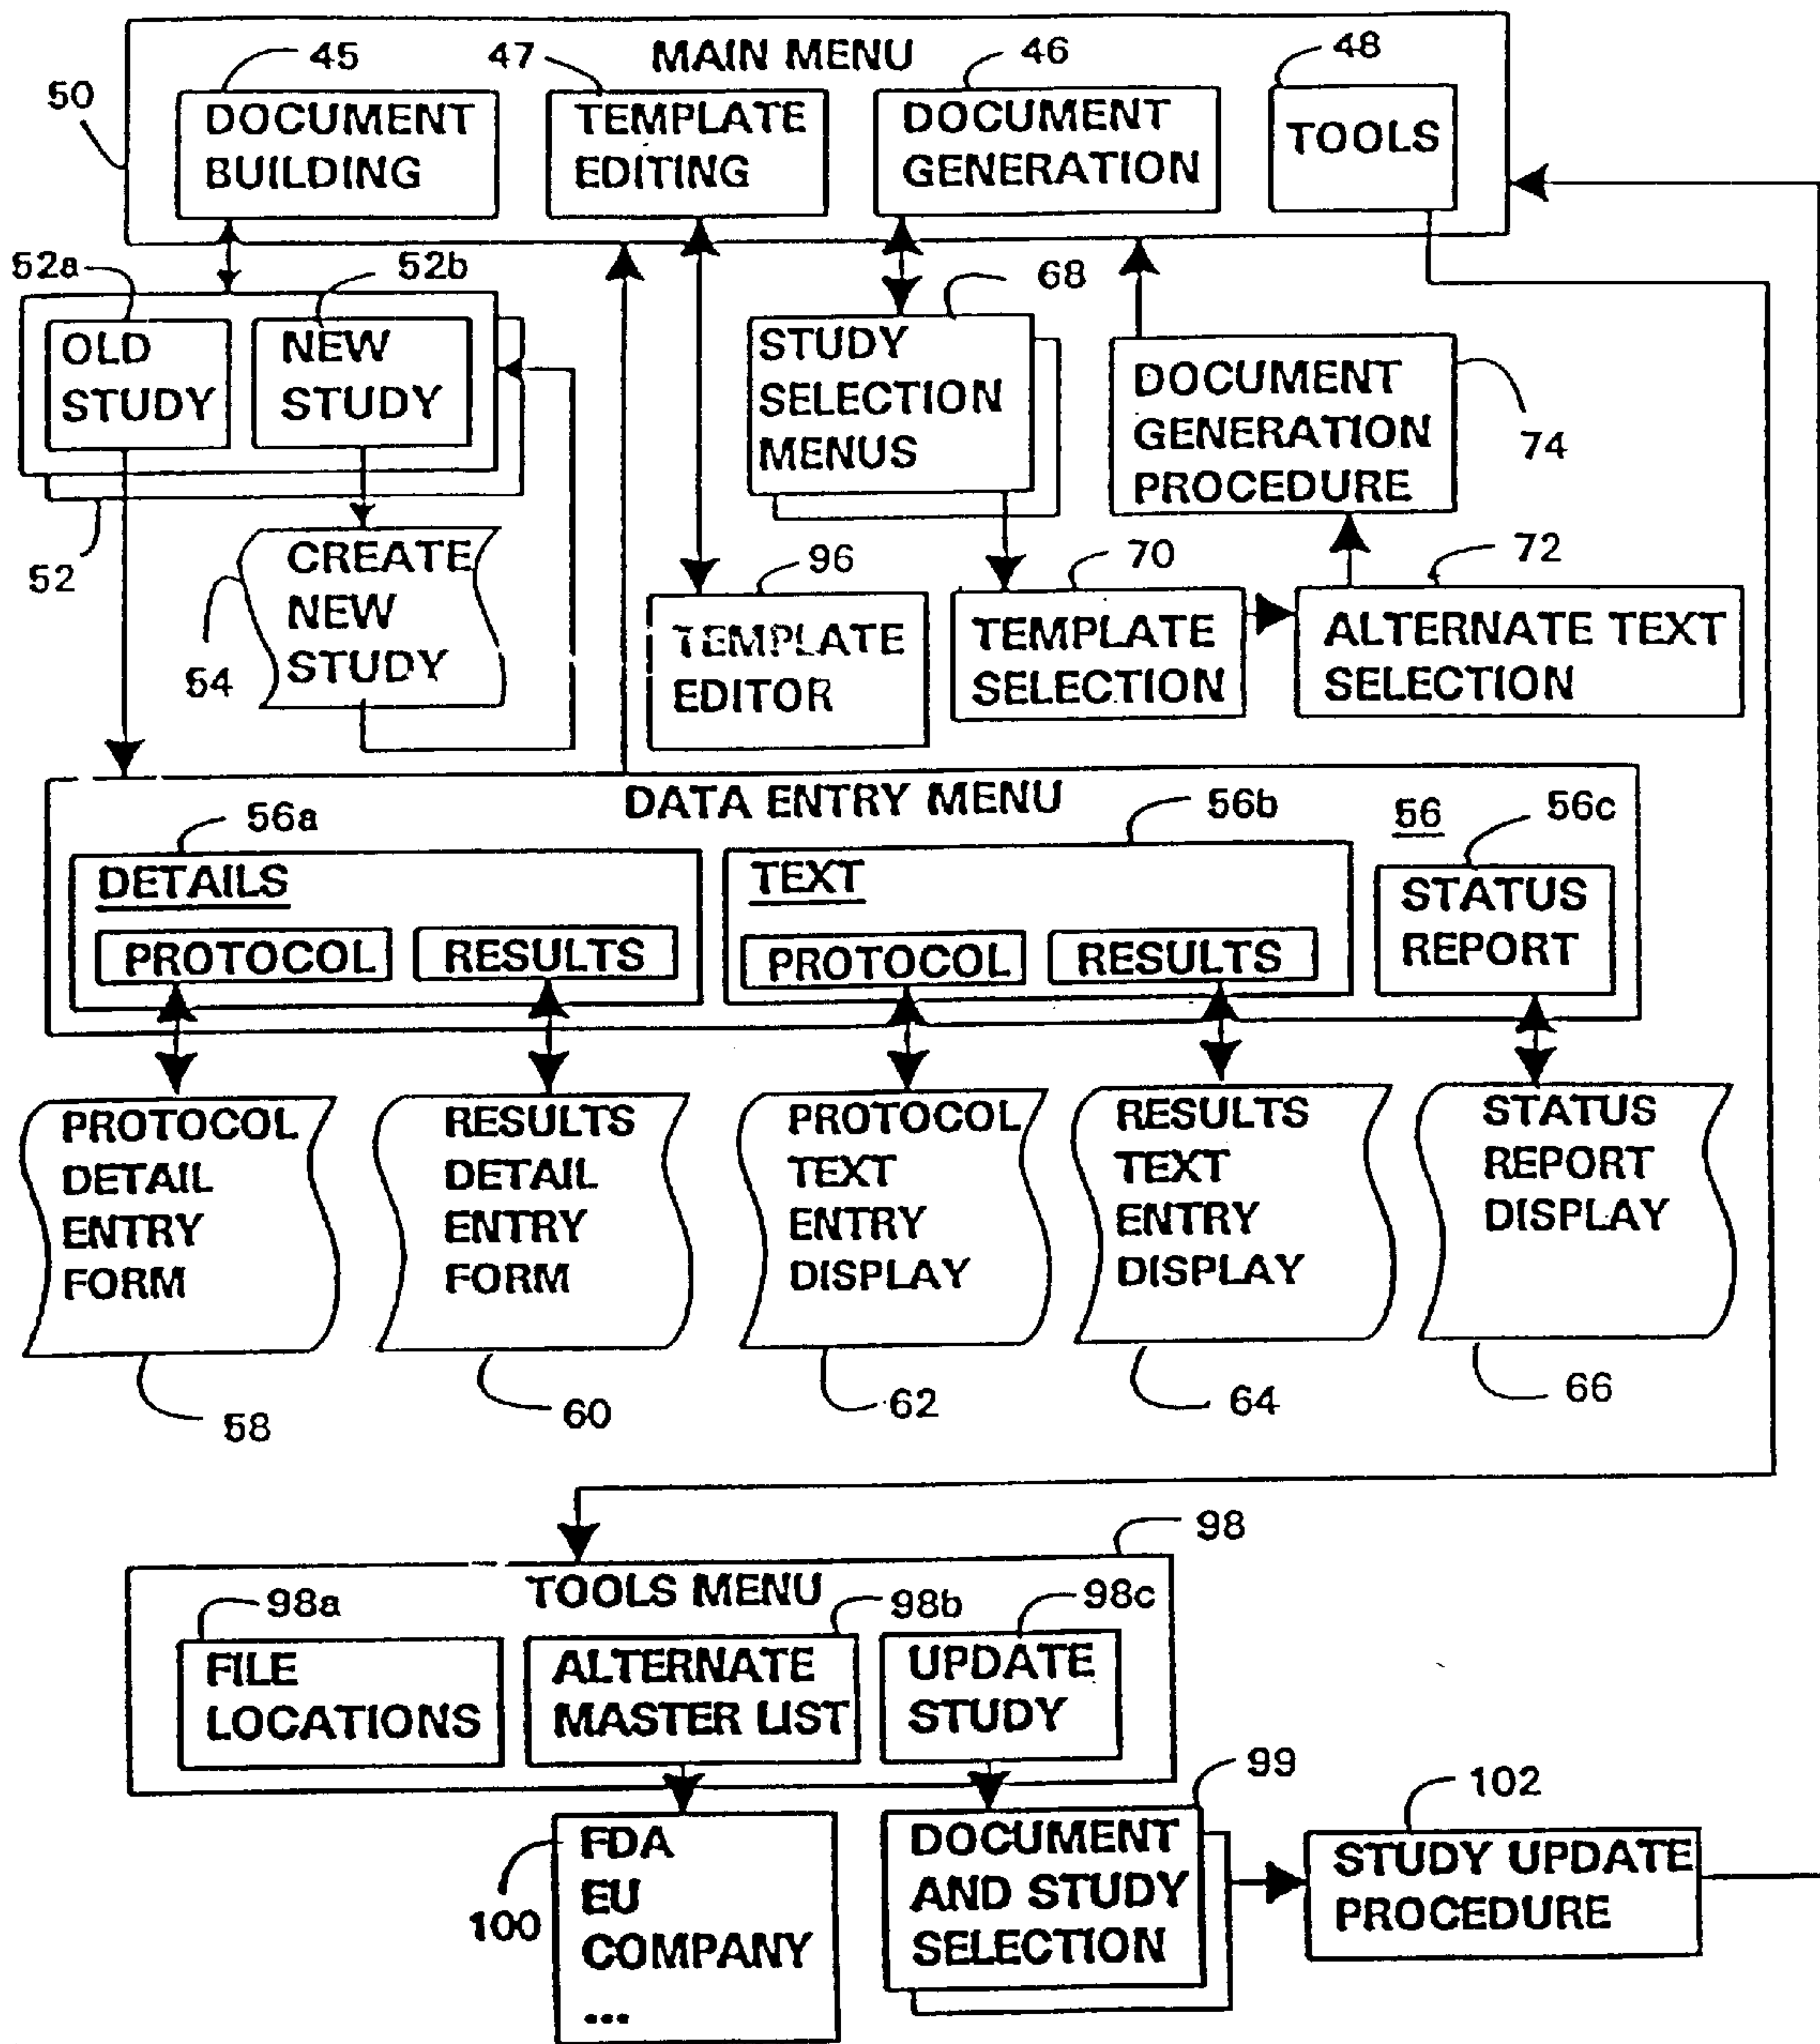 MAIN MENU
45
47
46
48
50
DOCUMENT
BUILDING
TEMPLATE
EDITING
DOCUMENT
GENERATION
TOOLS
52a
52b
68
OLD
STUDY
NEW
STUDY
STUDY
SELECTION
MENUS
DOCUMENT
GENERATION
PROCEDURE
74
52
54
CREATE
NEW
STUDY
96
TEMPLATE
EDITOR
70
TEMPLATE
SELECTION
72
ALTERNATE TEXT
SELECTION
DATA ENTRY MENU
56a
56b
56
56c
DETAILS
PROTOCOL
RESULTS
TEXT
PROTOCOL
RESULTS
STATUS
REPORT
PROTOCOL
DETAIL
ENTRY
FORM
RESULTS
DETAIL
ENTRY
FORM
PROTOCOL
TEXT
ENTRY
DISPLAY
RESULTS
TEXT
ENTRY
DISPLAY
STATUS
REPORT
DISPLAY
58
60
62
64
66
98
TOOLS MENU
98a
98b
98c
FILE
LOCATIONS
ALTERNATE
MASTER LIST
UPDATE
STUDY
99
102
100
FDA
EU
COMPANY
...
DOCUMENT
AND STUDY
SELECTION
STUDY UPDATE
PROCEDURE